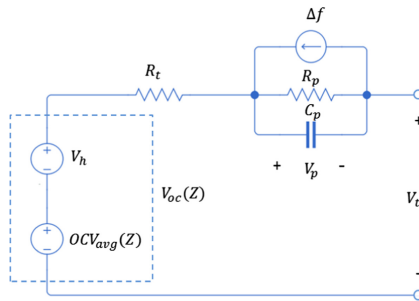 Δf
R_t
R_p
C_p
+ V_p -
+
V_h
-
V_oc(Z)
+
V_t
-
+
OCV_avg(Z)
-